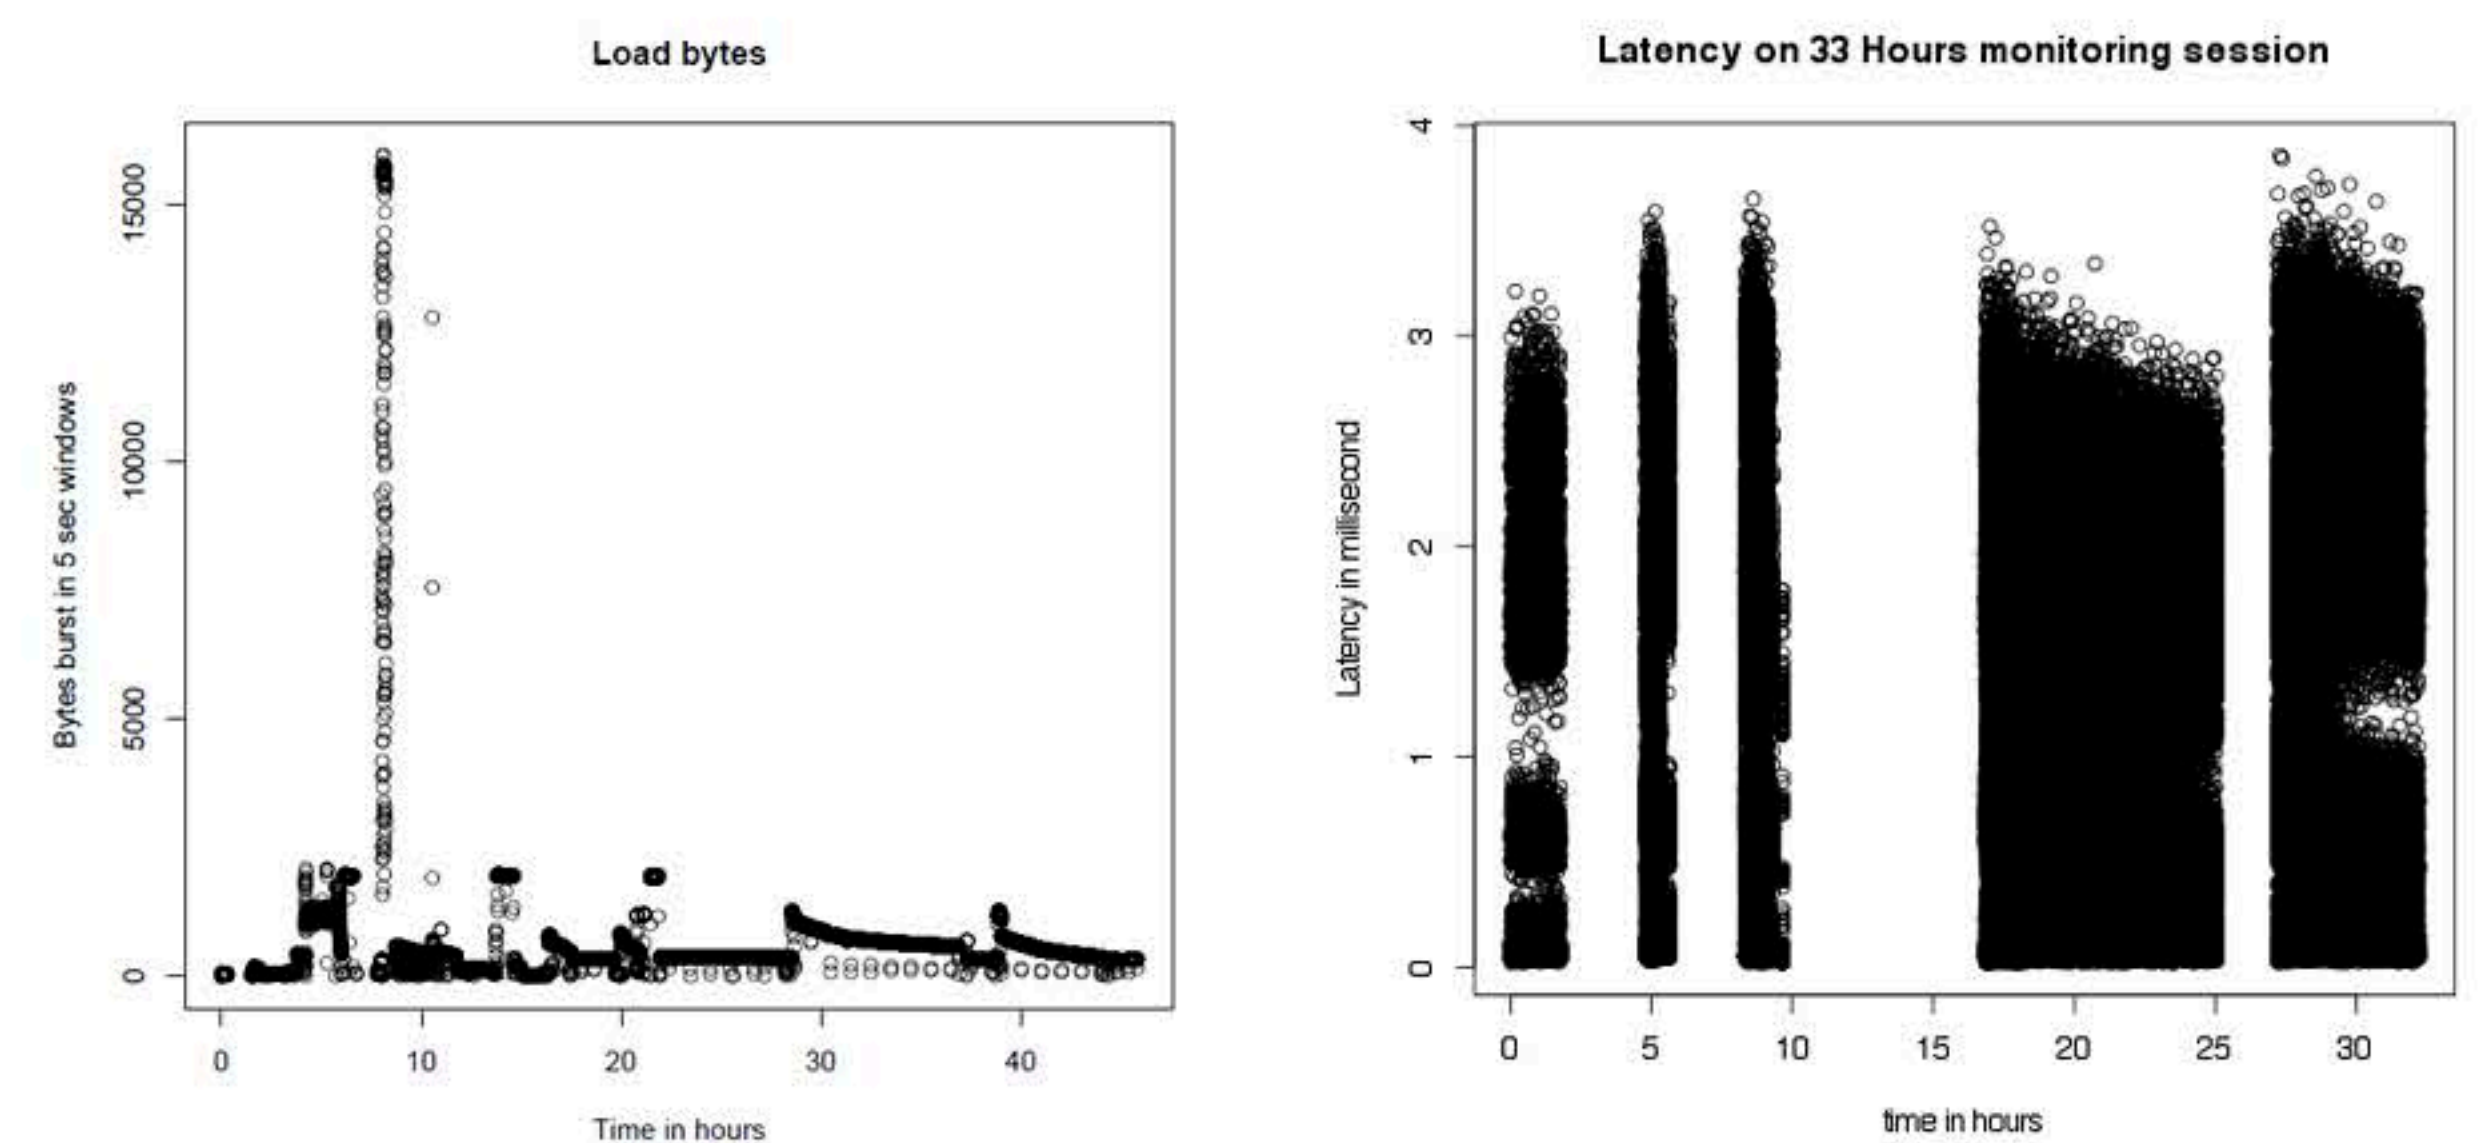 Load bytes
Bytes burst in 5 sec windows
15000
10000
5000
0
0 10 20 30 40
Time in hours
Latency on 33 Hours monitoring session
Latency in millisecond
4
3
2
1
0
0 5 10 15 20 25 30
time in hours